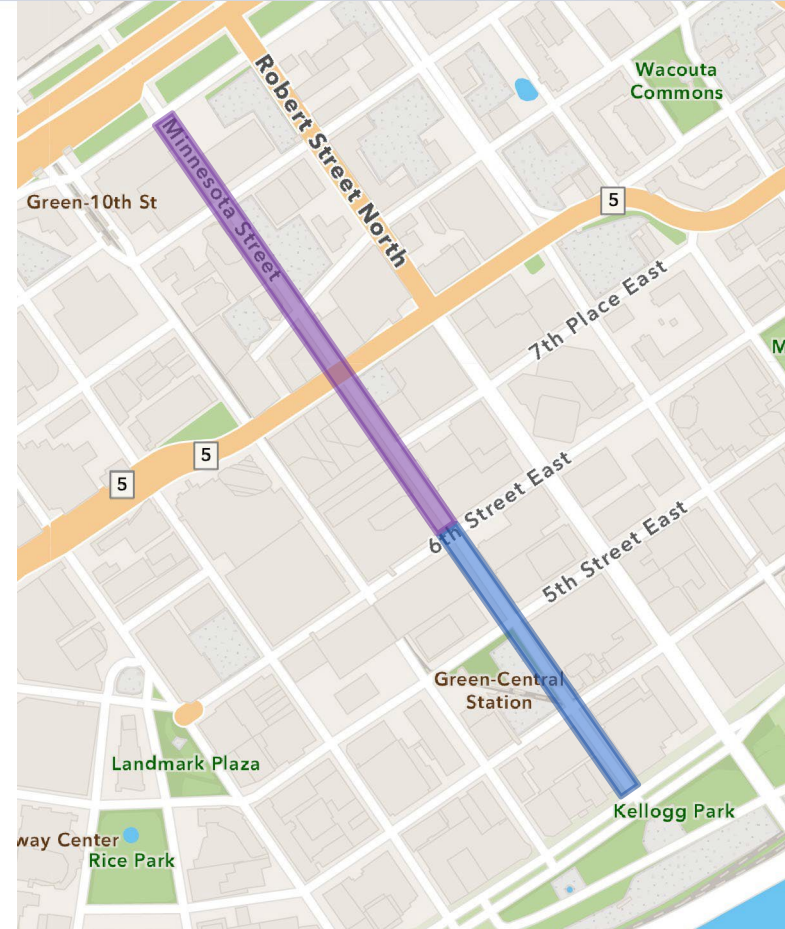 Wacouta
Commons
Robert Street North
Minnesota Street
Green-10th St
5
7th Place East
M
5
5
6th Street East
5th Street East
Green-Central
Station
Landmark Plaza
Kellogg Park
way Center
Rice Park